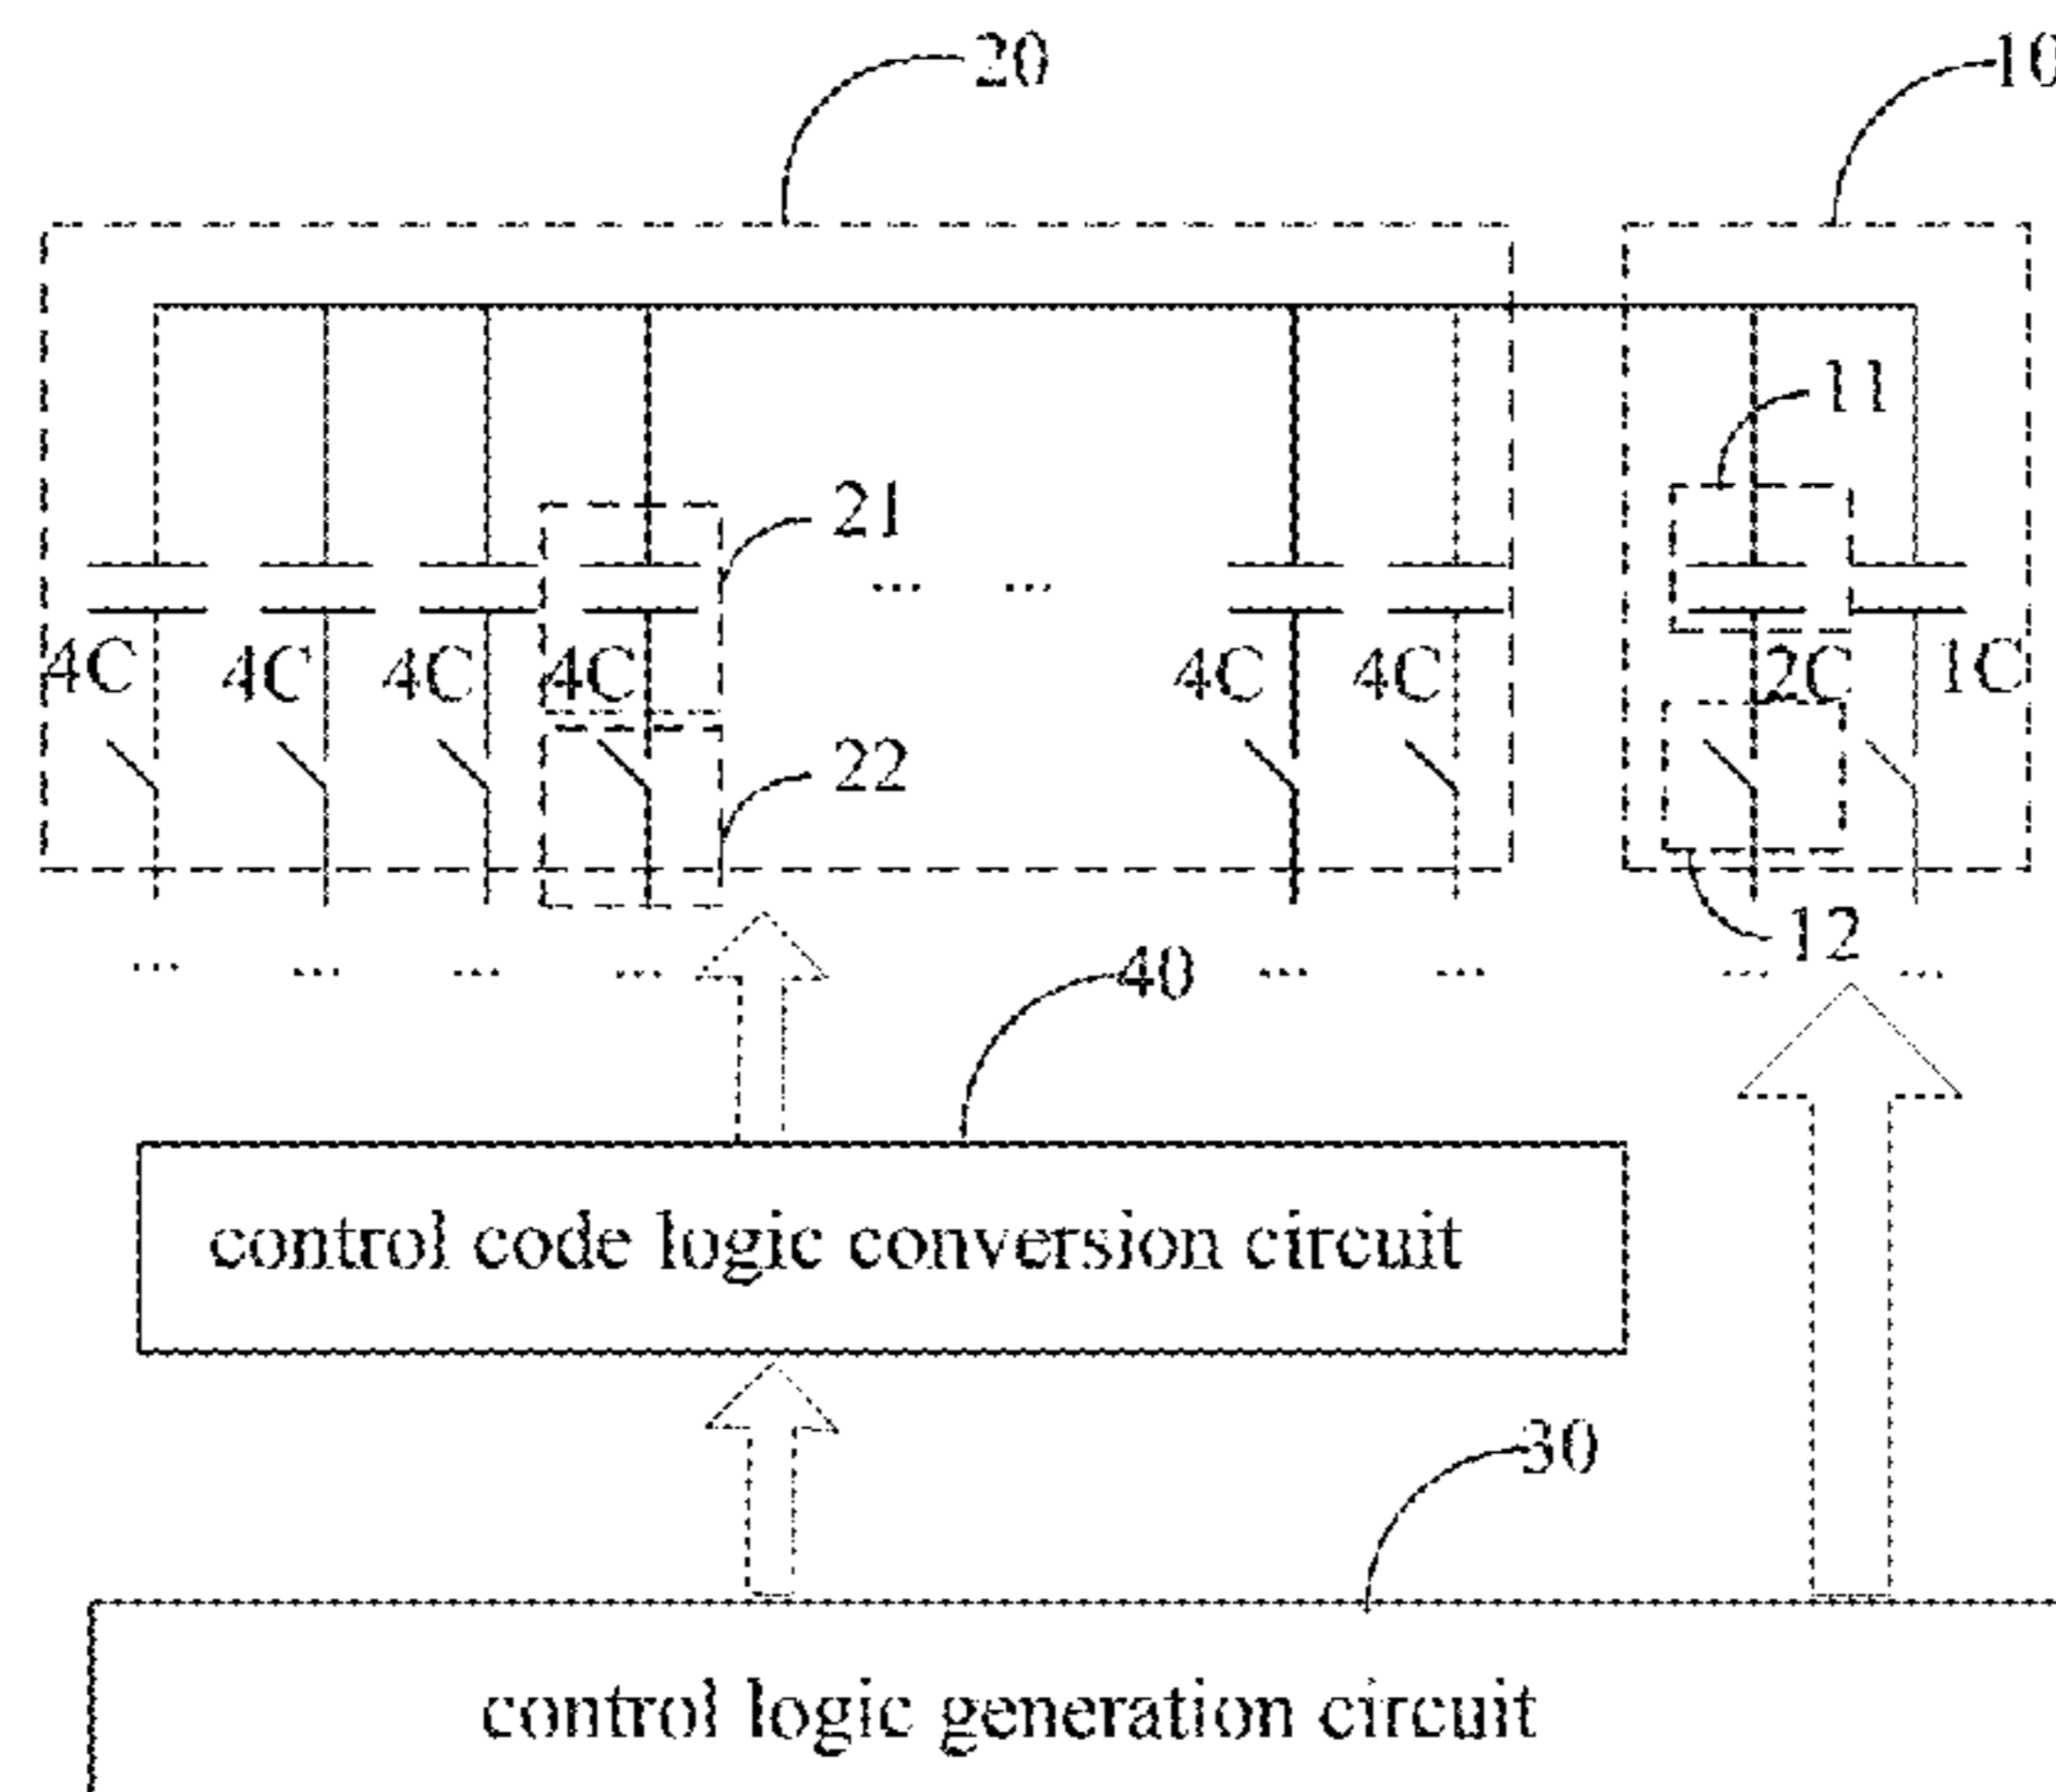 20
10
11
21
... ...
4C 4C 4C 4C 4C 4C 2C 1C
22
12
... ... ... ... ... ... ... ...
40
control code logic conversion circuit
30
control logic generation circuit